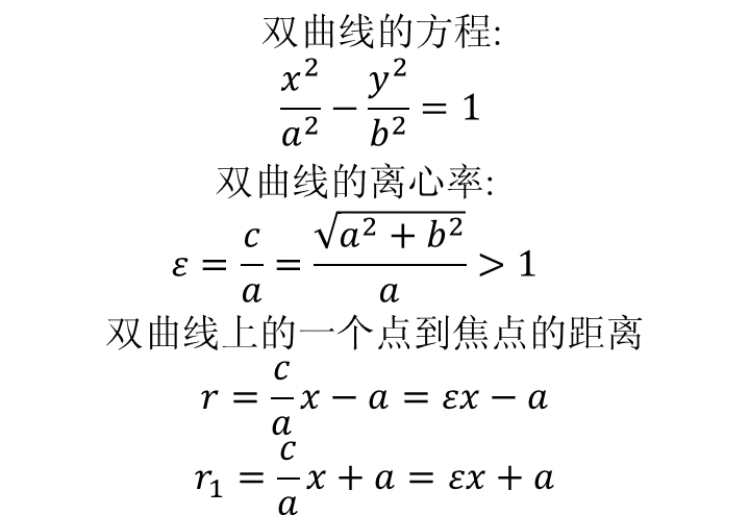 双曲线的方程:
x²/a² − y²/b² = 1
双曲线的离心率:
ε = c/a = √(a² + b²)/a > 1
双曲线上的一个点到焦点的距离
r = c/a x − a = εx − a
r₁ = c/a x + a = εx + a